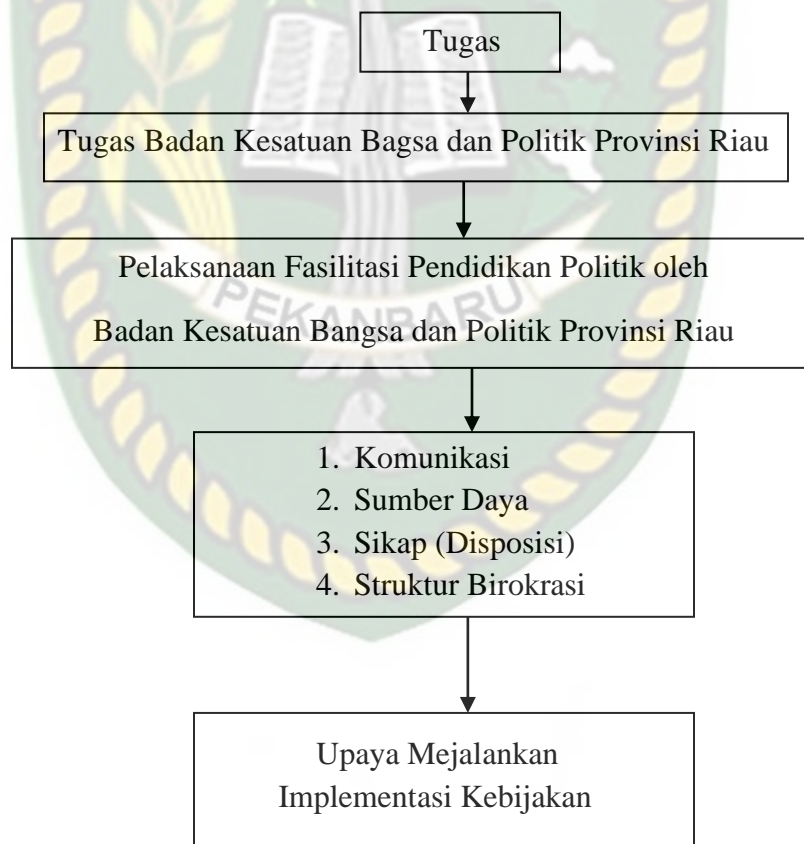 Tugas
Tugas Badan Kesatuan Bagsa dan Politik Provinsi Riau
Pelaksanaan Fasilitasi Pendidikan Politik oleh
Badan Kesatuan Bangsa dan Politik Provinsi Riau
PEKANBARU
1. Komunikasi
2. Sumber Daya
3. Sikap (Disposisi)
4. Struktur Birokrasi
Upaya Mejalankan
Implementasi Kebijakan